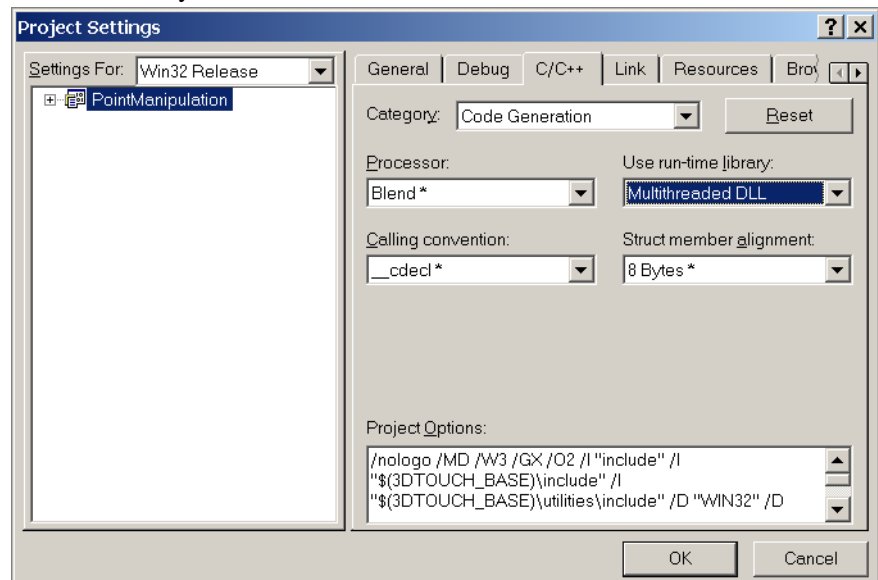 Project Settings
Settings For: Win32 Release
PointManipulation
General Debug C/C++ Link Resources
Category: Code Generation Reset
Processor: Use run-time library:
Blend * Multithreaded DLL
Calling convention: Struct member alignment:
__cdecl * 8 Bytes *
Project Options:
/nologo /MD /W3 /GX /O2 /I "include" /I
"$(3DTOUCH_BASE)\include" /I
"$(3DTOUCH_BASE)\utilities\include" /D "WIN32" /D
OK Cancel